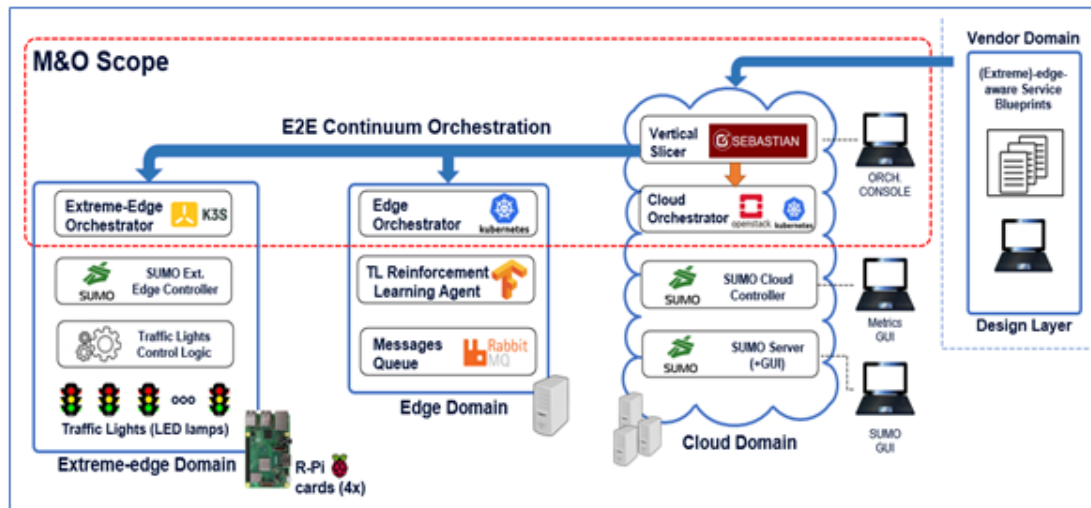 M&O Scope
E2E Continuum Orchestration
Vendor Domain
(Extreme)-edge-
aware Service
Blueprints
Design Layer
Vertical
Slicer
SEBASTIAN
ORCH.
CONSOLE
Cloud
Orchestrator
openstack
kubernetes
Extreme-Edge
Orchestrator
K3S
Edge
Orchestrator
kubernetes
SUMO
SUMO Ext.
Edge Controller
TL Reinforcement
Learning Agent
SUMO
SUMO Cloud
Controller
Metrics
GUI
Traffic Lights
Control Logic
Messages
Queue
Rabbit
MQ
SUMO
SUMO Server
(+GUI)
SUMO
GUI
Traffic Lights (LED lamps)
Extreme-edge Domain
R-Pi
cards (4x)
Edge Domain
Cloud Domain